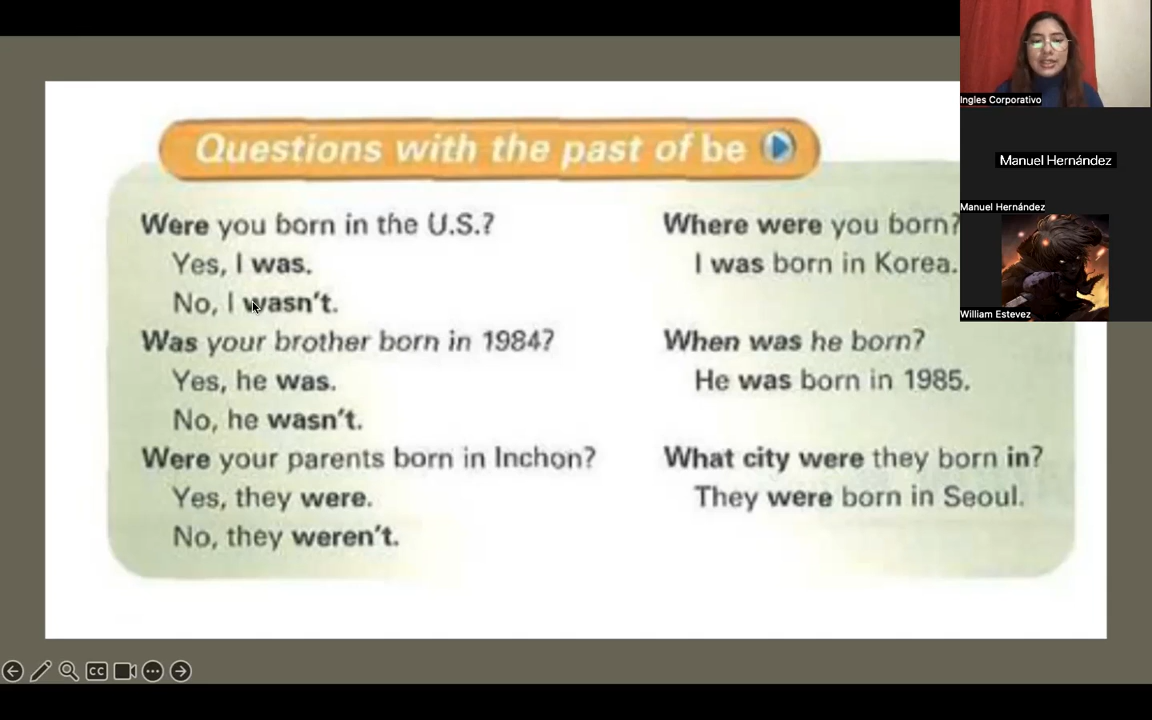 Questions with the past of be
Were you born in the U.S.?
Yes, I was.
No, I wasn't.
Was your brother born in 1984?
Yes, he was.
No, he wasn't.
Were your parents born in Inchon?
Yes, they were.
No, they weren't.
Where were you born?
I was born in Korea.
When was he born?
He was born in 1985.
What city were they born in?
They were born in Seoul.
Ingles Corporativo
Manuel Hernández
Manuel Hernández
William Estevez
CC